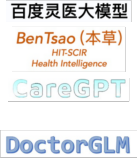 百度灵医大模型
BenTsao (本草)
HIT-SCIR
Health Intelligence
CareGPT
DoctorGLM